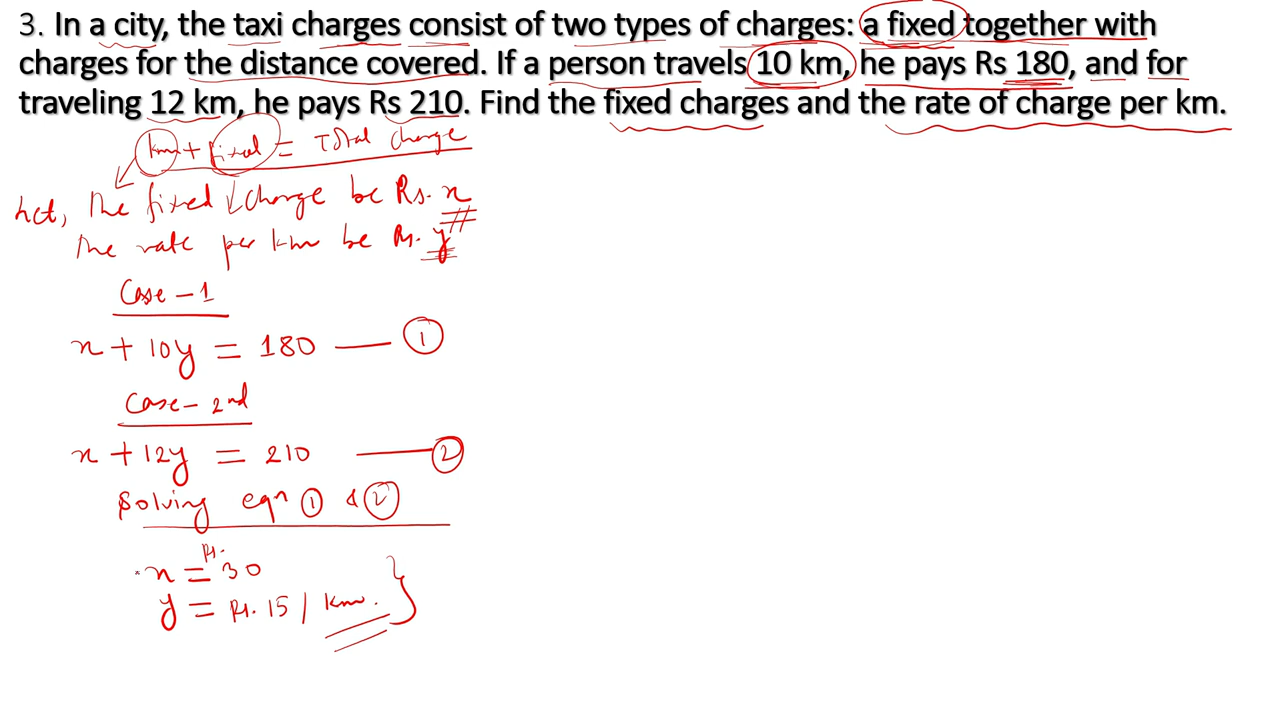 3. In a city, the taxi charges consist of two types of charges: a fixed together with
charges for the distance covered. If a person travels 10 km, he pays Rs 180, and for
traveling 12 km, he pays Rs 210. Find the fixed charges and the rate of charge per km.
km + fixed = Total charge
Let, The fixed charge be Rs. x
The rate per km be Rs. y
Case-1
x + 10y = 180 — ①
Case-2nd
x + 12y = 210 — ②
Solving eqn ① & ②
x = Rs. 30
y = Rs. 15 / km.